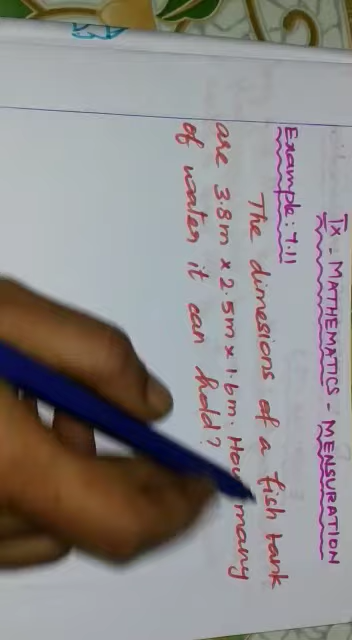 IX - MATHEMATICS - MENSURATION
Example: 7.11
The dimesions of a fish tank
are 3.8m x 2.5m x 1.6m. How many
of water it can hold?